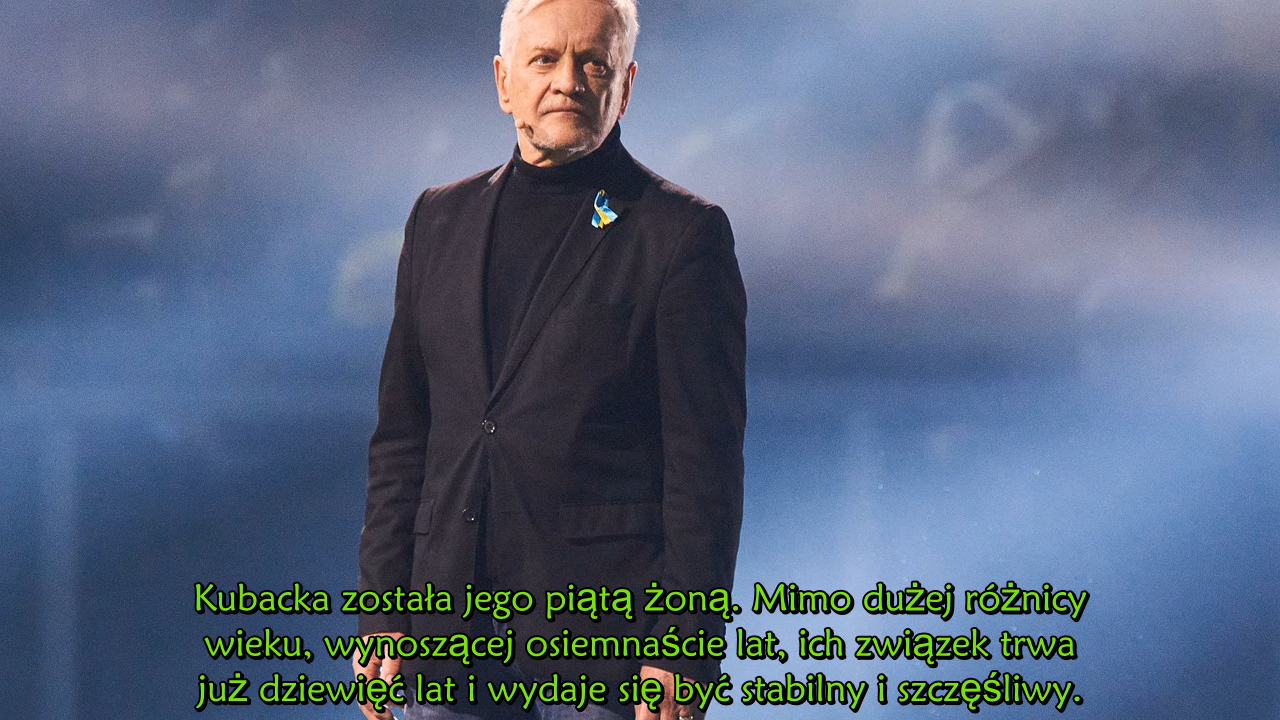 Kubacka została jego piątą żoną. Mimo dużej różnicy
wieku, wynoszącej osiemnaście lat, ich związek trwa
już dziewięć lat i wydaje się być stabilny i szczęśliwy.